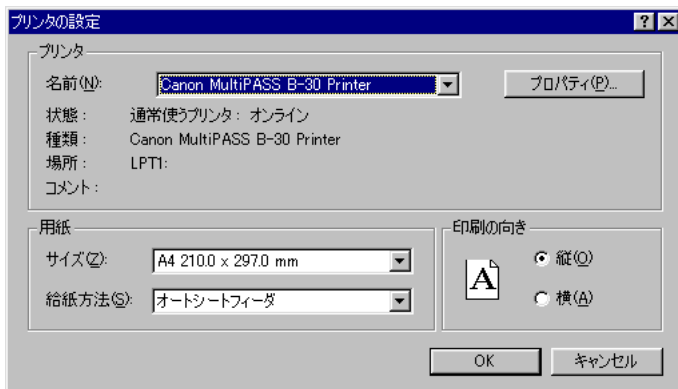 プリンタの設定
プリンタ
名前(N): Canon MultiPASS B-30 Printer プロパティ(P)...
状態： 通常使うプリンタ： オンライン
種類： Canon MultiPASS B-30 Printer
場所： LPT1:
コメント：
用紙
サイズ(Z): A4 210.0 x 297.0 mm
給紙方法(S): オートシートフィーダ
印刷の向き
A
縦(O)
横(A)
OK キャンセル